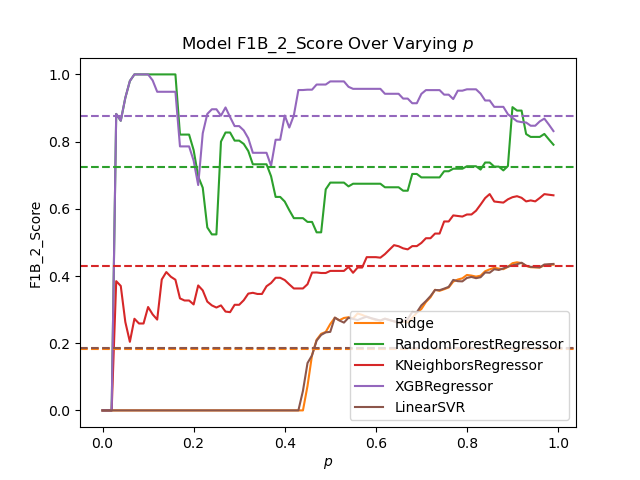 Model F1B_2_Score Over Varying p
F1B_2_Score
1.0
0.8
0.6
0.4
0.2
0.0
Ridge
RandomForestRegressor
KNeighborsRegressor
XGBRegressor
LinearSVR
0.0 0.2 0.4 0.6 0.8 1.0
p